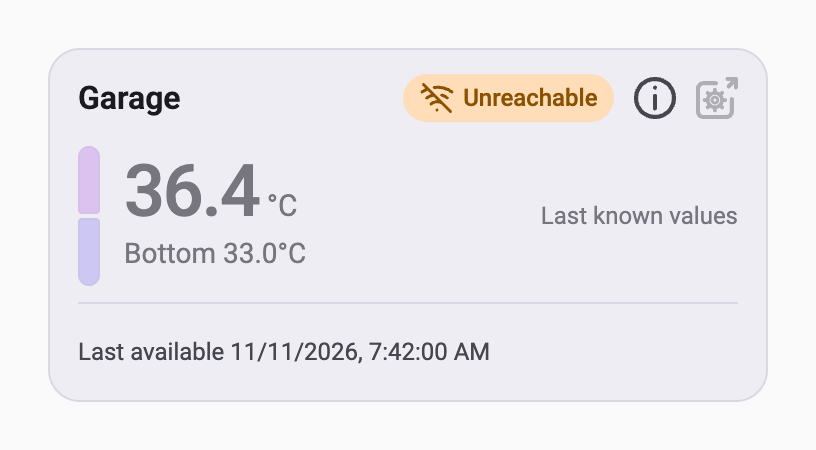 Garage
Unreachable
36.4 °C
Bottom 33.0°C
Last known values
Last available 11/11/2026, 7:42:00 AM